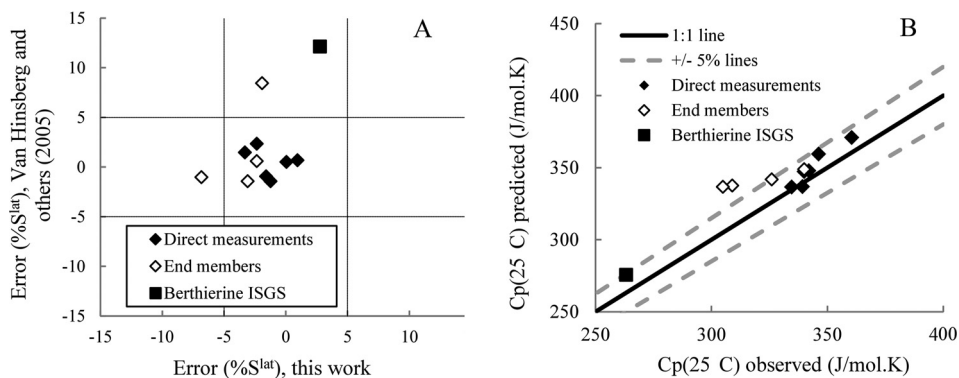 A
15
10
5
0
-5
-10
-15
-15 -10 -5 0 5 10
Error (%S^lat), Van Hinsberg and
others (2005)
Direct measurements
End members
Berthierine ISGS
Error (%S^lat), this work
B
450
400
350
300
250
250 300 350 400
Cp(25 C) predicted (J/mol.K)
1:1 line
+/- 5% lines
Direct measurements
End members
Berthierine ISGS
Cp(25 C) observed (J/mol.K)